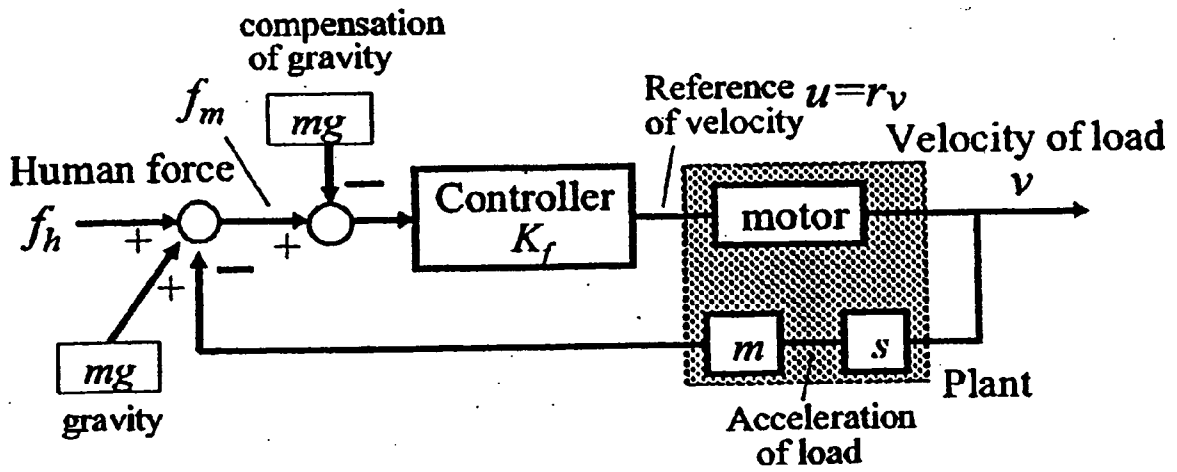 compensation
of gravity
f_m
mg
Reference u=r_v
of velocity
Velocity of load
v
Human force
f_h
+
+
−
+
−
Controller
K_f
motor
m
s
mg
gravity
Plant
Acceleration
of load